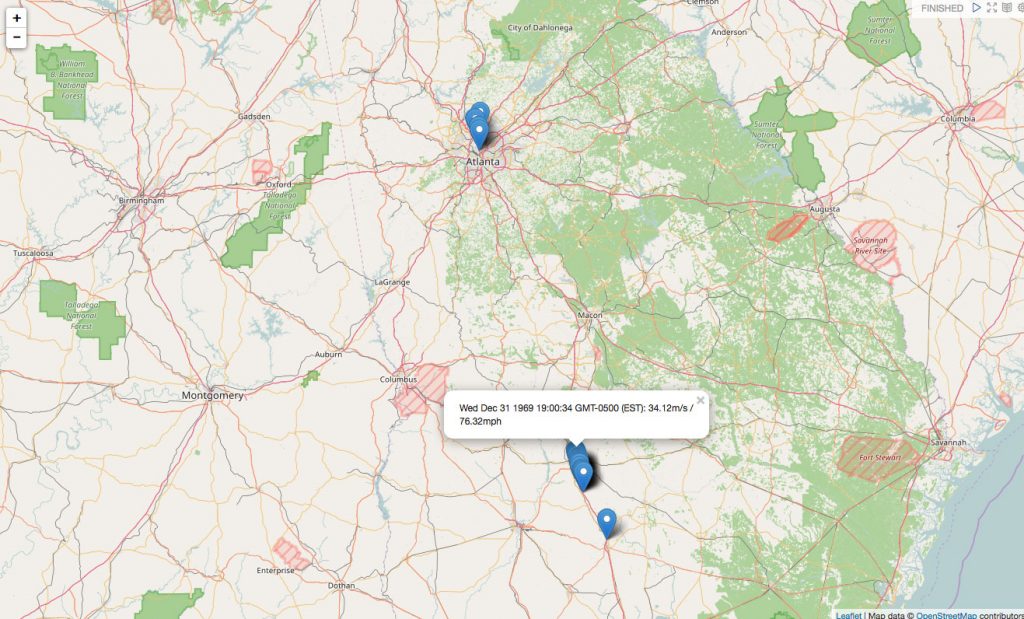 +
−
FINISHED
Clemson
City of Dahlonega
Anderson
Sumter
National
Forest
William
B. Bankhead
National
Forest
Gadsden
Columbia
Sumter
National
Forest
Atlanta
Oxford
Talladega
National
Forest
Birmingham
Augusta
Tuscaloosa
Savannah
River Site
LaGrange
Talladega
National
Forest
Macon
Auburn
Columbus
Montgomery
Wed Dec 31 1969 19:00:34 GMT-0500 (EST): 34.12m/s /
76.32mph
×
Savannah
Fort Stewart
Enterprise
Dothan
Leaflet | Map data © OpenStreetMap contributors